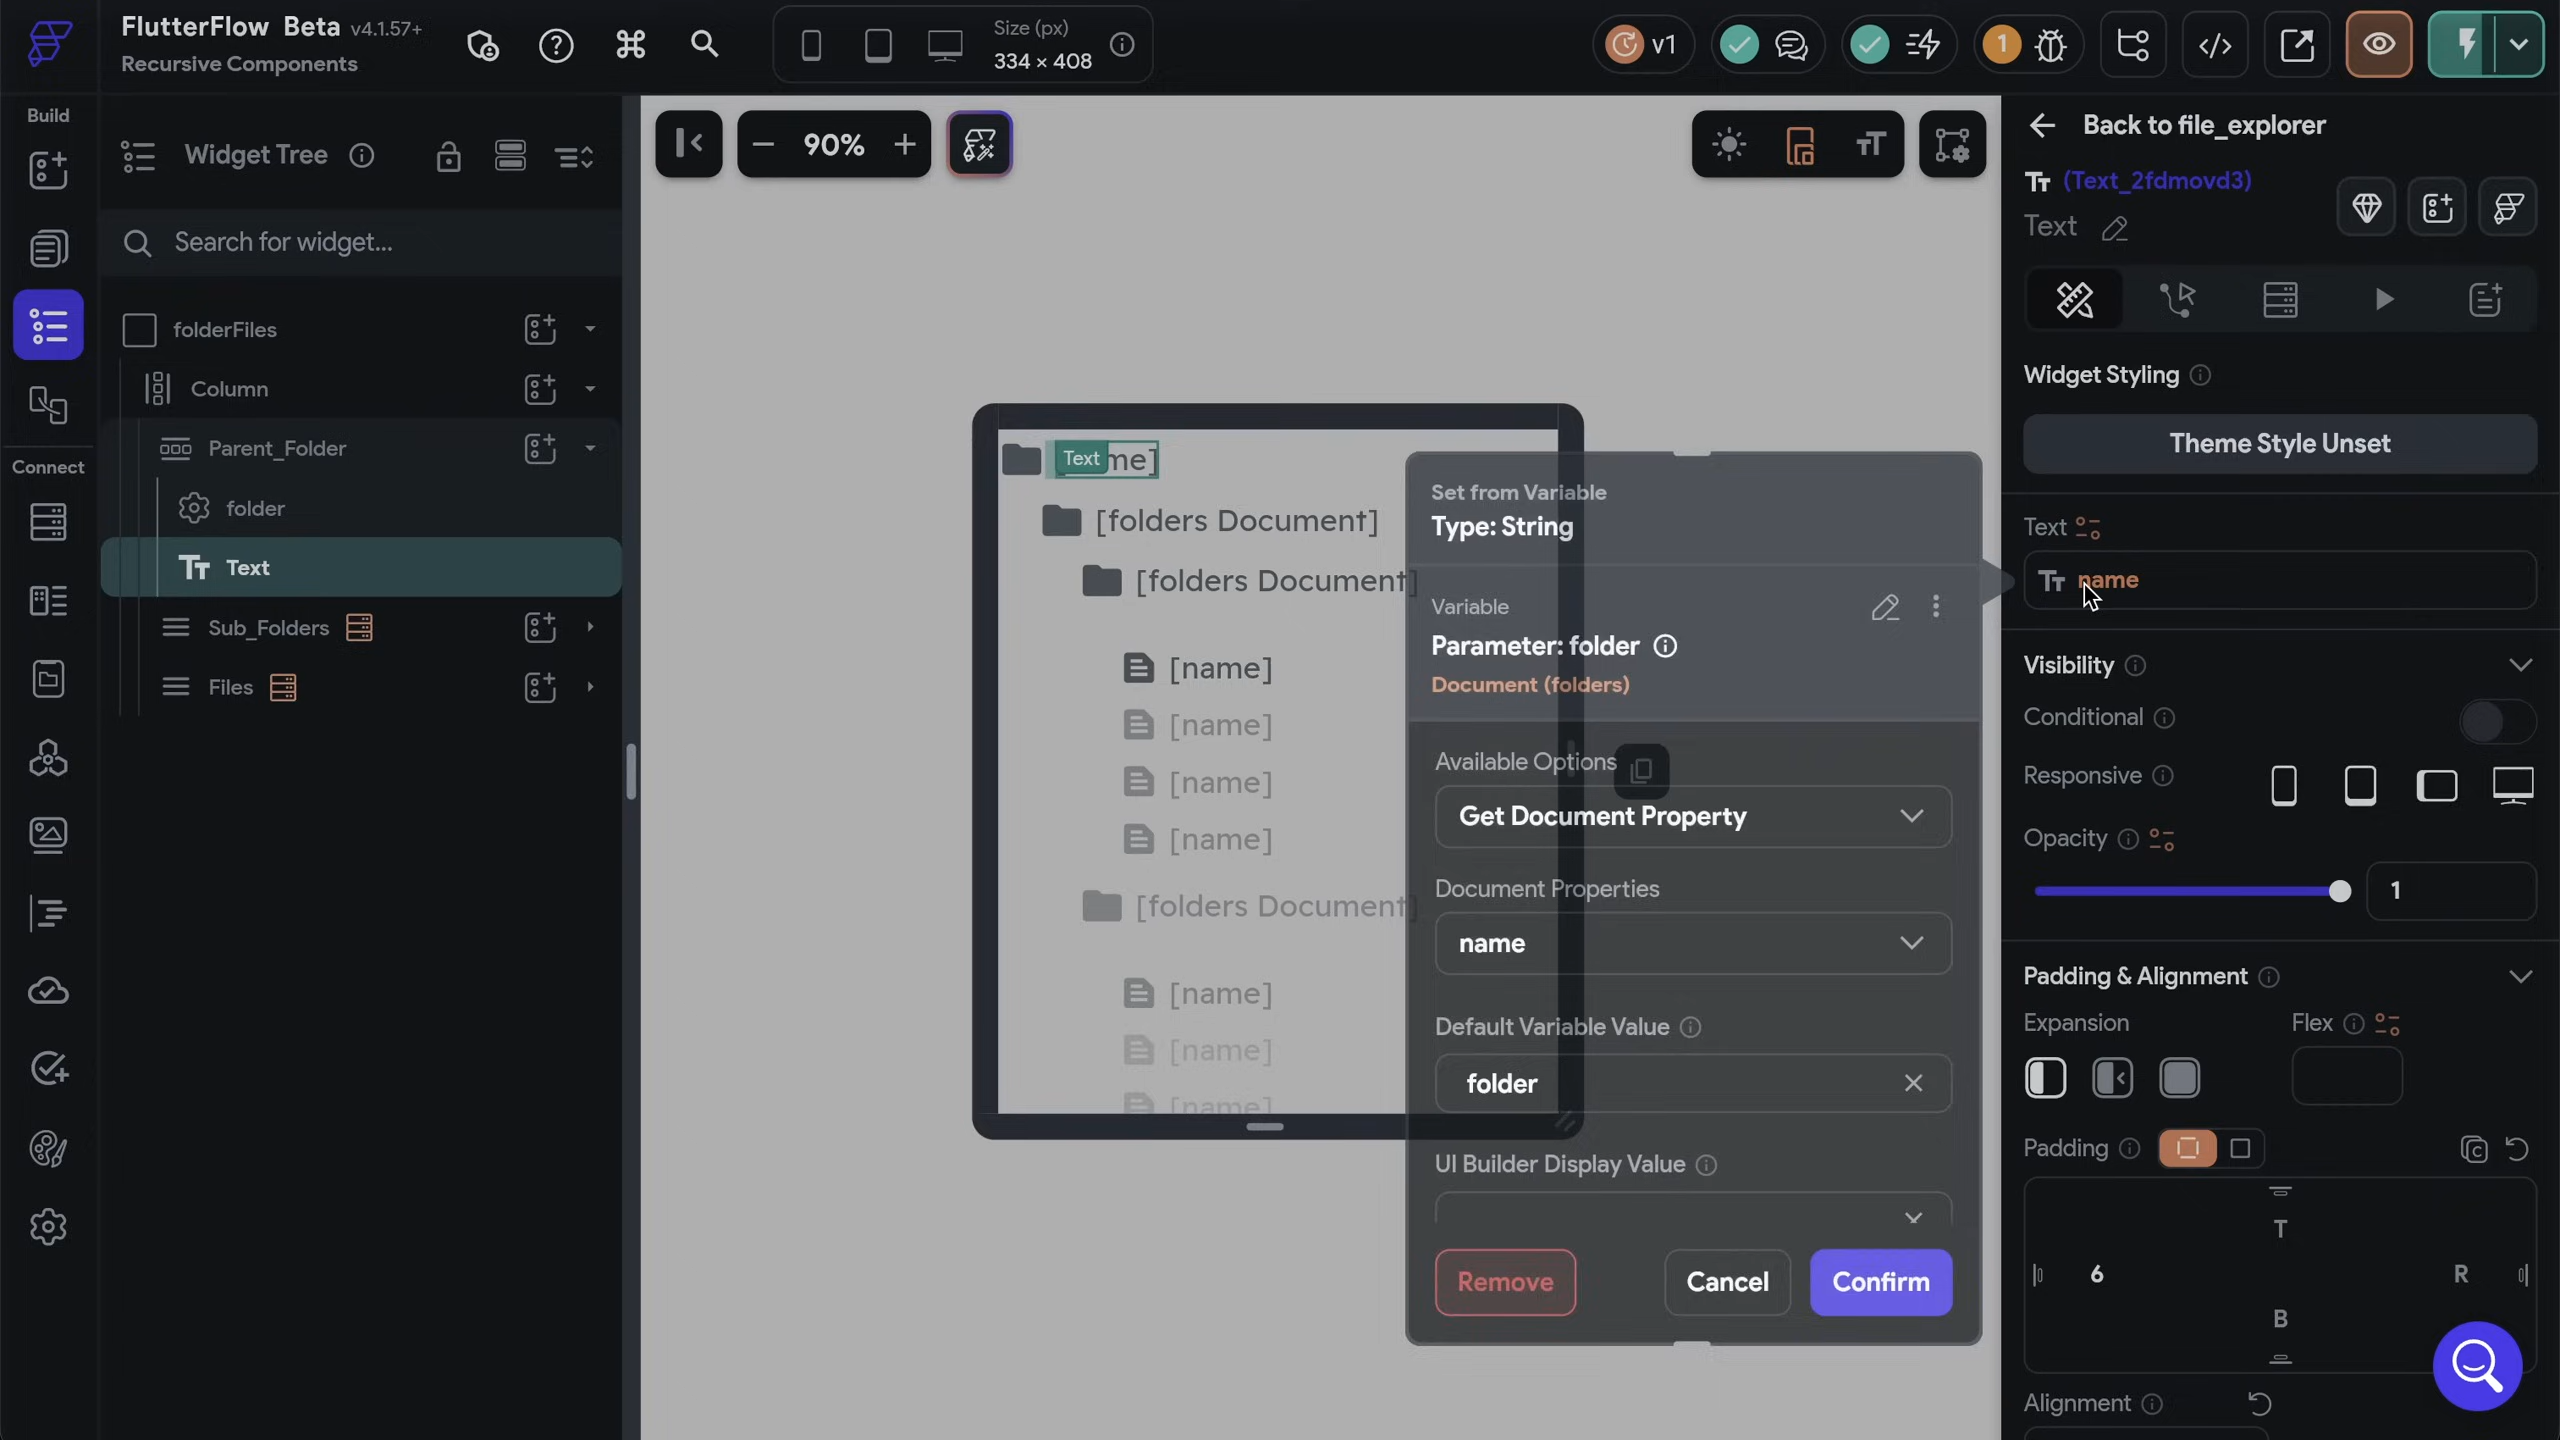 FlutterFlow Beta v4.1.57+
Recursive Components
Size (px)
334 × 408
v1
1
Build
Connect
Widget Tree
Search for widget...
folderFiles
Column
Parent_Folder
folder
Text
Sub_Folders
Files
90%
Text me]
[folders Document]
[folders Document]
[name]
[name]
[name]
[name]
[folders Document]
[name]
[name]
[name]
Set from Variable
Type: String
Variable
Parameter: folder
Document (folders)
Available Options
Get Document Property
Document Properties
name
Default Variable Value
folder
UI Builder Display Value
Remove
Cancel
Confirm
Back to file_explorer
(Text_2fdmovd3)
Text
Widget Styling
Theme Style Unset
Text
name
Visibility
Conditional
Responsive
Opacity
1
Padding & Alignment
Expansion
Flex
Padding
T
6
R
B
Alignment